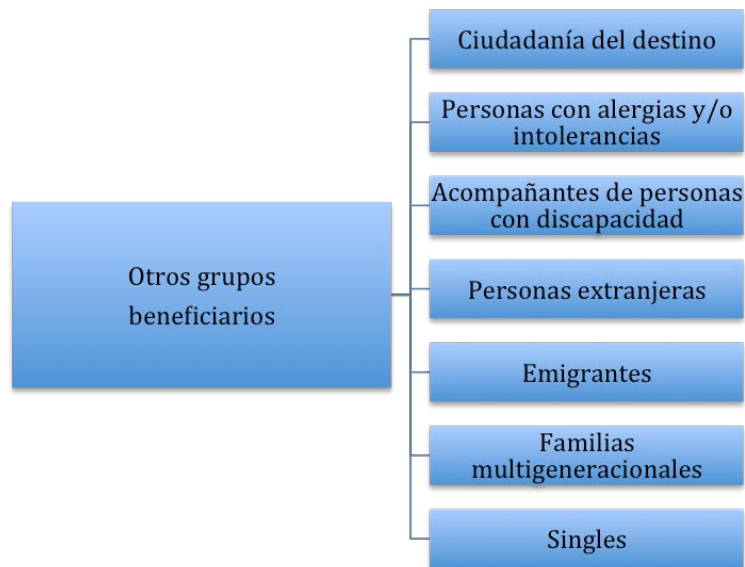 Otros grupos
beneficiarios
Ciudadanía del destino
Personas con alergias y/o
intolerancias
Acompañantes de personas
con discapacidad
Personas extranjeras
Emigrantes
Familias
multigeneracionales
Singles